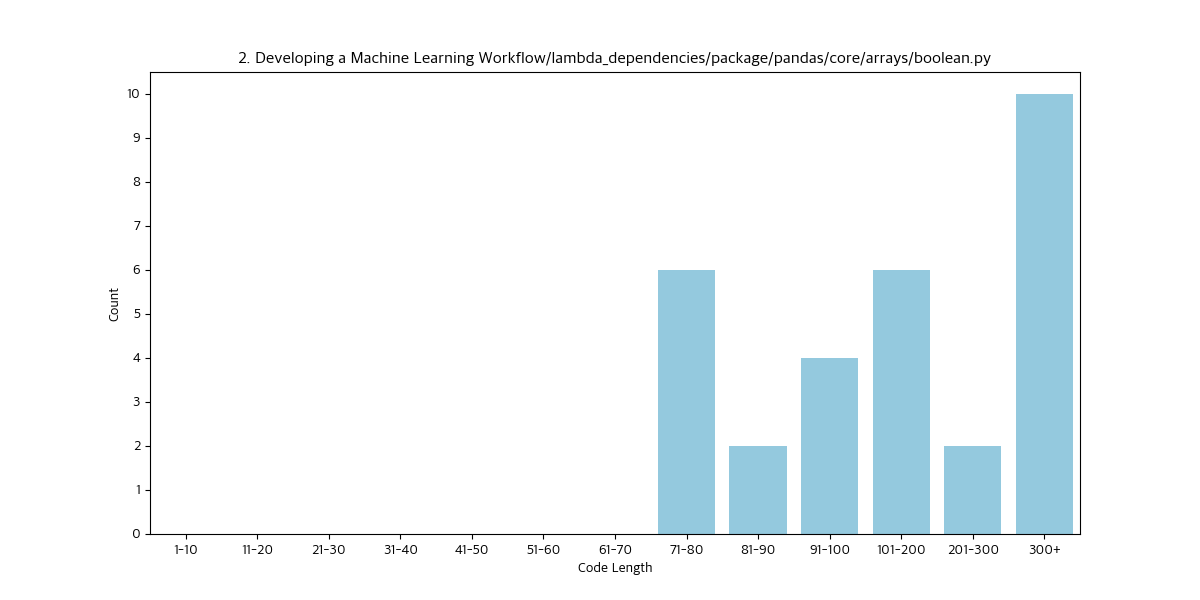 2. Developing a Machine Learning Workflow/lambda_dependencies/package/pandas/core/arrays/boolean.py
10
9
8
7
6
5
4
3
2
1
0
Count
1-10 11-20 21-30 31-40 41-50 51-60 61-70 71-80 81-90 91-100 101-200 201-300 300+
Code Length